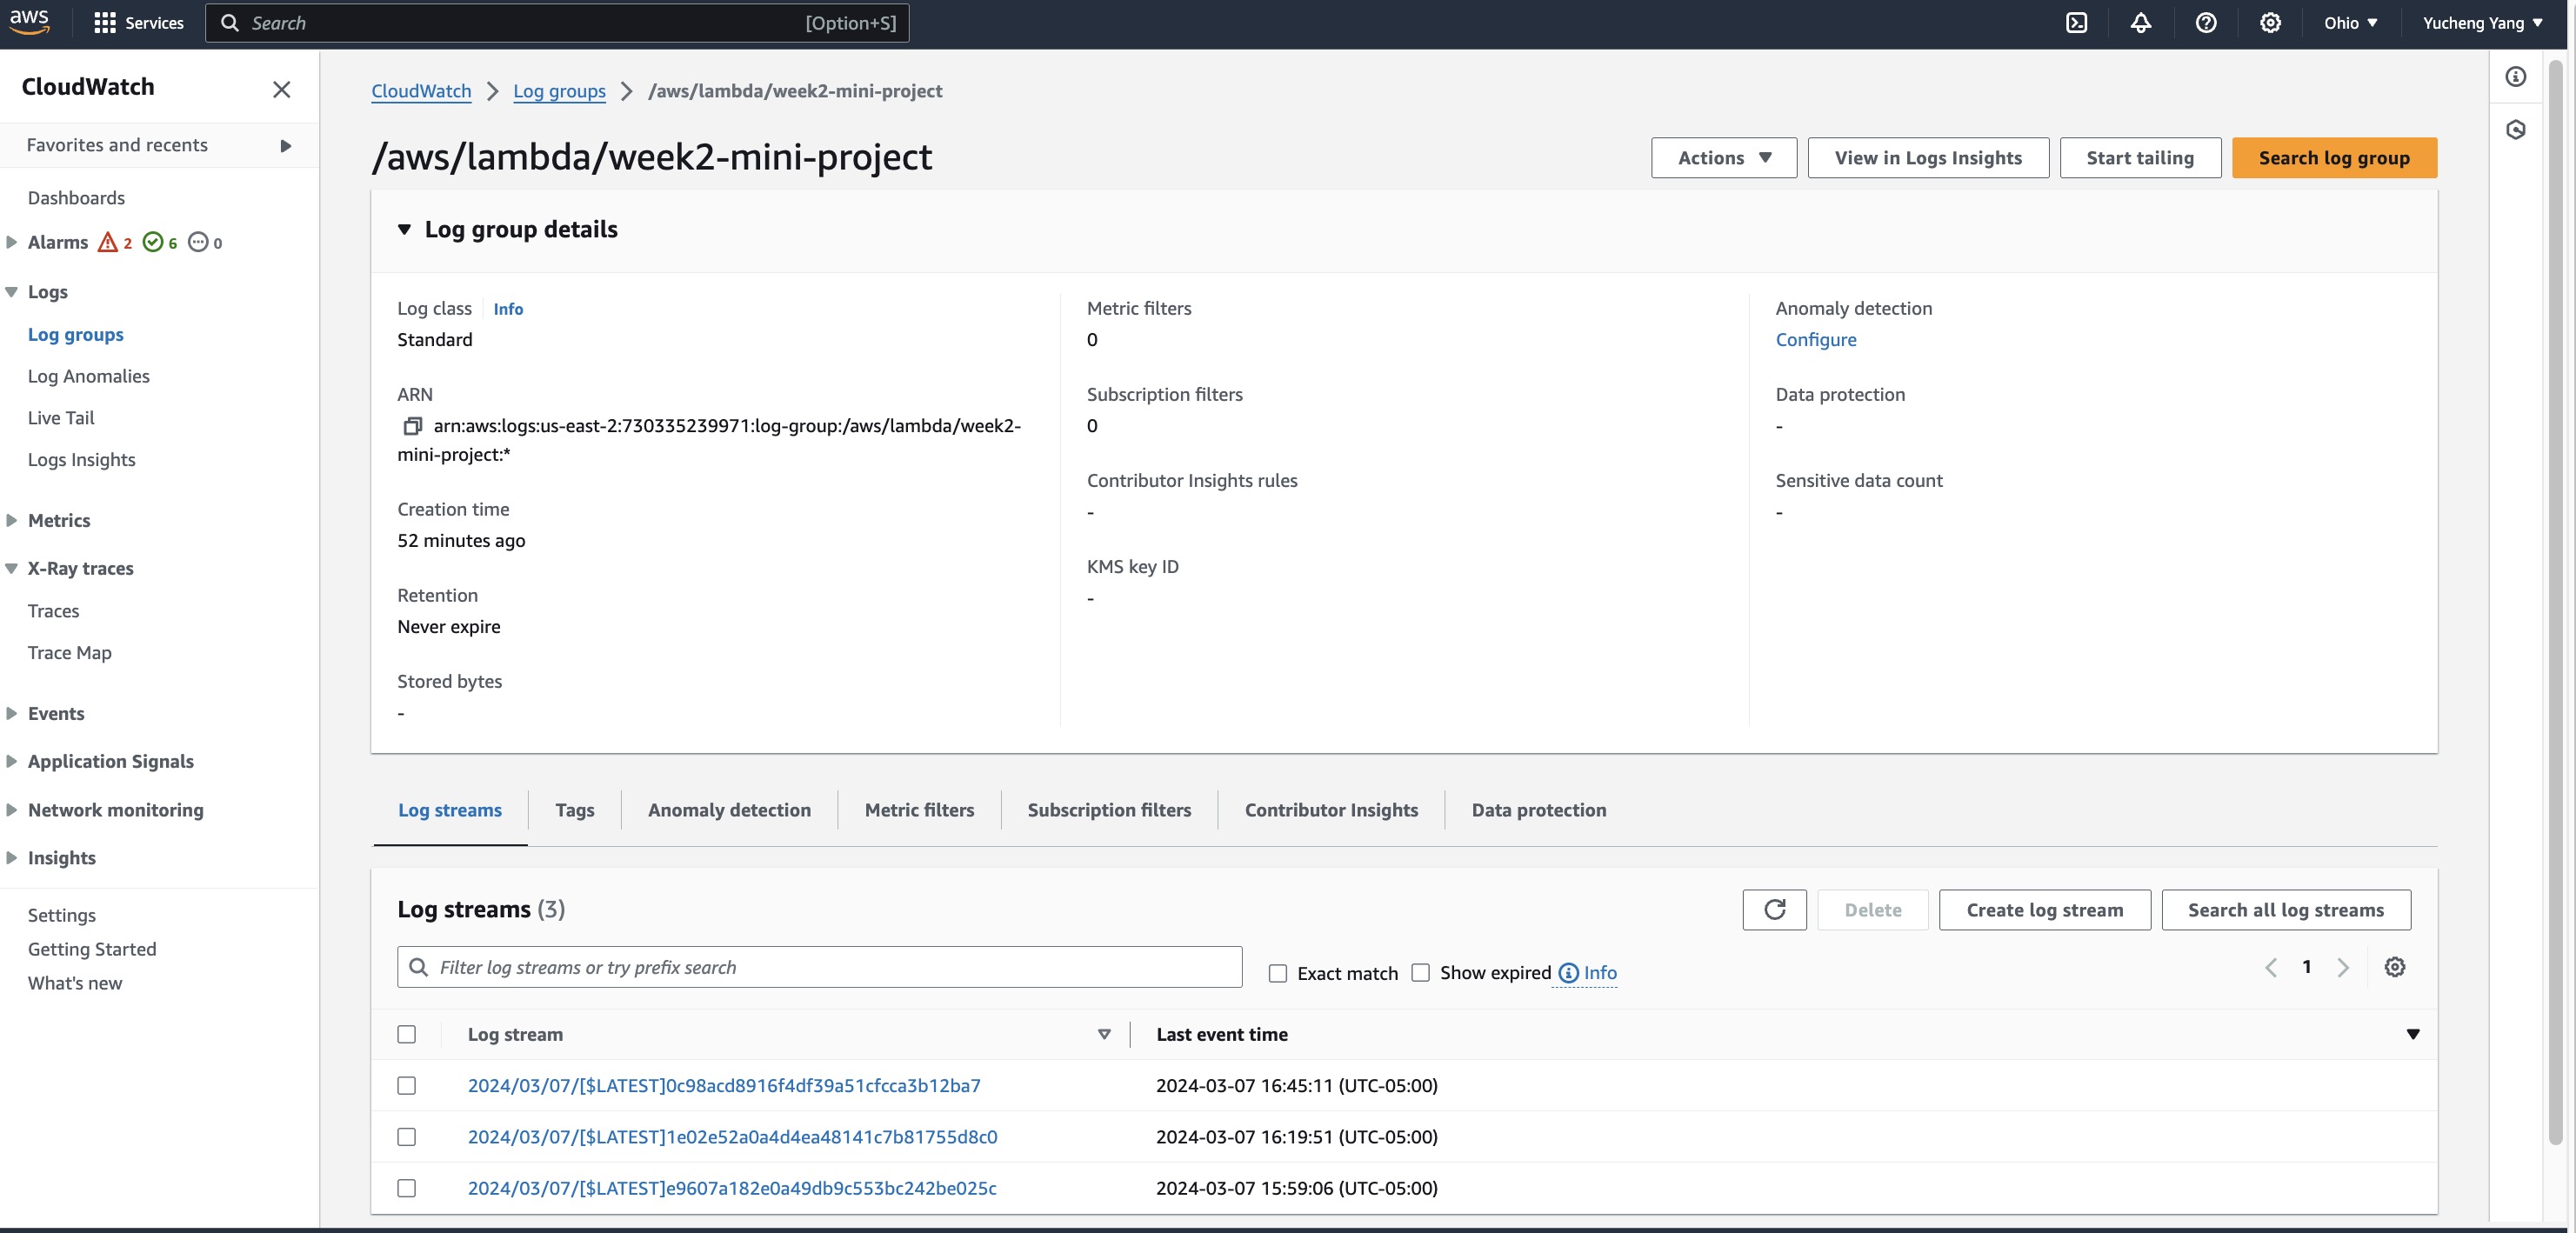 aws
Services
Search
[Option+S]
Ohio ▼
Yucheng Yang ▼
CloudWatch
Favorites and recents
Dashboards
Alarms 2 6 0
Logs
Log groups
Log Anomalies
Live Tail
Logs Insights
Metrics
X-Ray traces
Traces
Trace Map
Events
Application Signals
Network monitoring
Insights
Settings
Getting Started
What's new
CloudWatch > Log groups > /aws/lambda/week2-mini-project
/aws/lambda/week2-mini-project
Actions ▼
View in Logs Insights
Start tailing
Search log group
Log group details
Log class Info
Standard
ARN
arn:aws:logs:us-east-2:730335239971:log-group:/aws/lambda/week2-
mini-project:*
Creation time
52 minutes ago
Retention
Never expire
Stored bytes
-
Metric filters
0
Subscription filters
0
Contributor Insights rules
-
KMS key ID
-
Anomaly detection
Configure
Data protection
-
Sensitive data count
-
Log streams
Tags
Anomaly detection
Metric filters
Subscription filters
Contributor Insights
Data protection
Log streams (3)
Delete
Create log stream
Search all log streams
Filter log streams or try prefix search
Exact match
Show expired Info
1
Log stream
Last event time
2024/03/07/[$LATEST]0c98acd8916f4df39a51cfcca3b12ba7 2024-03-07 16:45:11 (UTC-05:00)
2024/03/07/[$LATEST]1e02e52a0a4d4ea48141c7b81755d8c0 2024-03-07 16:19:51 (UTC-05:00)
2024/03/07/[$LATEST]e9607a182e0a49db9c553bc242be025c 2024-03-07 15:59:06 (UTC-05:00)